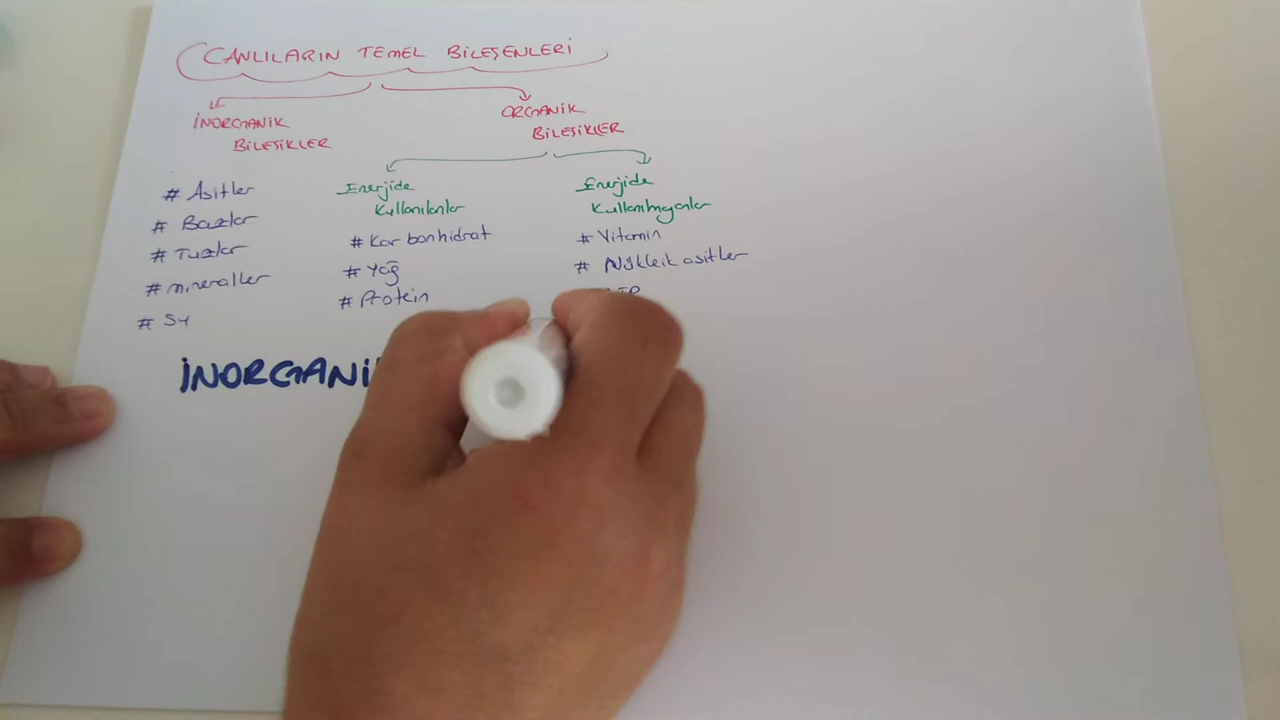 CANLILARIN TEMEL BİLEŞENLERİ
İNORGANİK
BİLEŞİKLER
ORGANİK
BİLEŞİKLER
# Asitler
# Bazlar
# Tuzlar
# mineraller
# Su
Enerjide
Kullanılanlar
# Karbonhidrat
# Yağ
# Protein
Enerjide
Kullanılmayanlar
# Vitamin
# Nükleik asitler
İNORGANİ